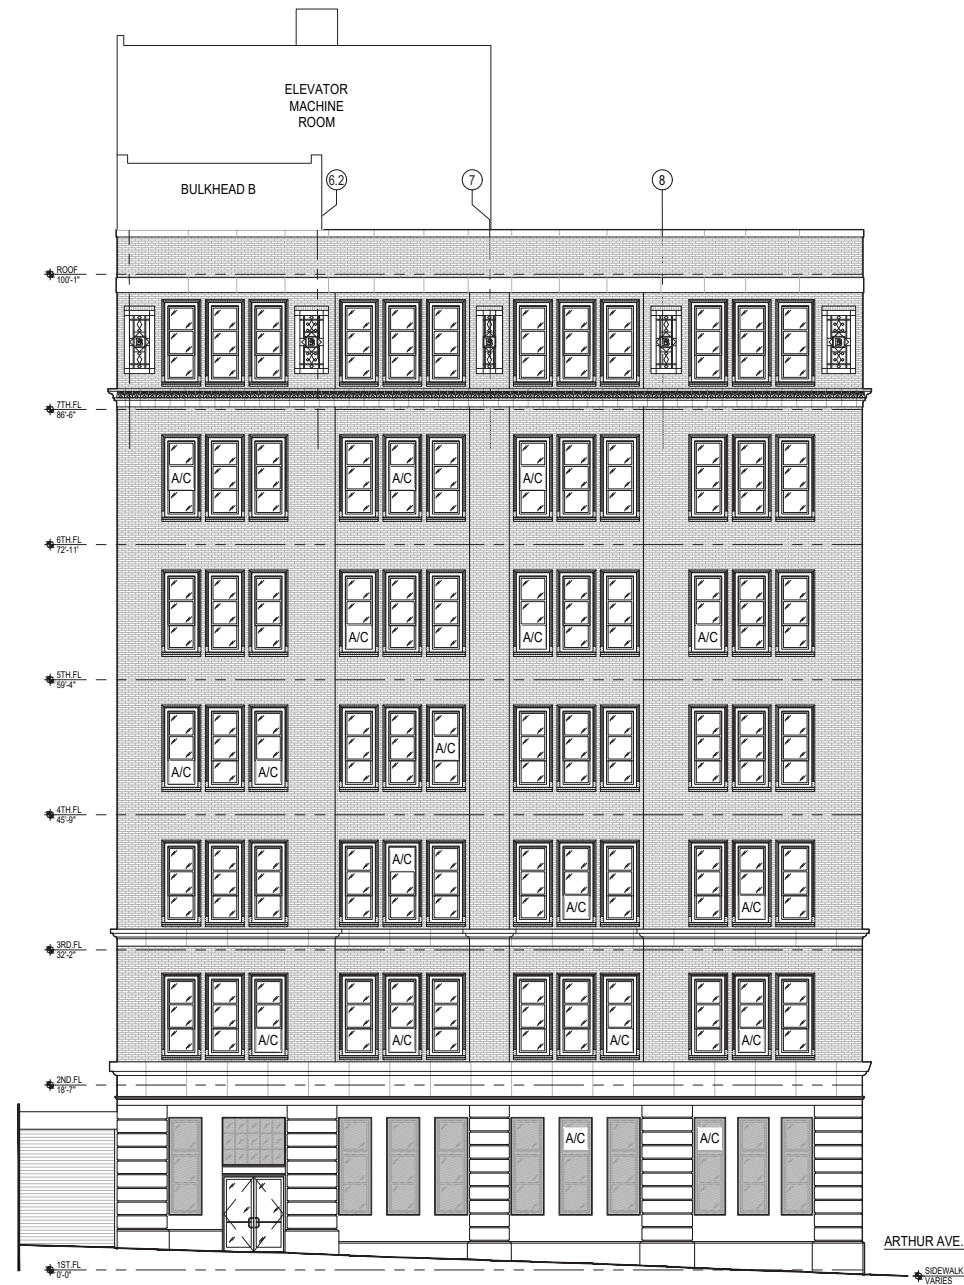 ELEVATOR
MACHINE
ROOM
BULKHEAD B
6.2
7
8
ROOF
100'-1"
7TH.FL
86'-6"
A/C
A/C
A/C
6TH.FL
72'-11'
A/C
A/C
A/C
5TH.FL
59'-4"
A/C
A/C
A/C
4TH.FL
45'-9"
A/C
A/C
A/C
3RD.FL
32'-2"
A/C
A/C
A/C
A/C
2ND.FL
18'-7"
A/C
A/C
ARTHUR AVE.
1ST.FL
0'-0"
SIDEWALK
VARIES